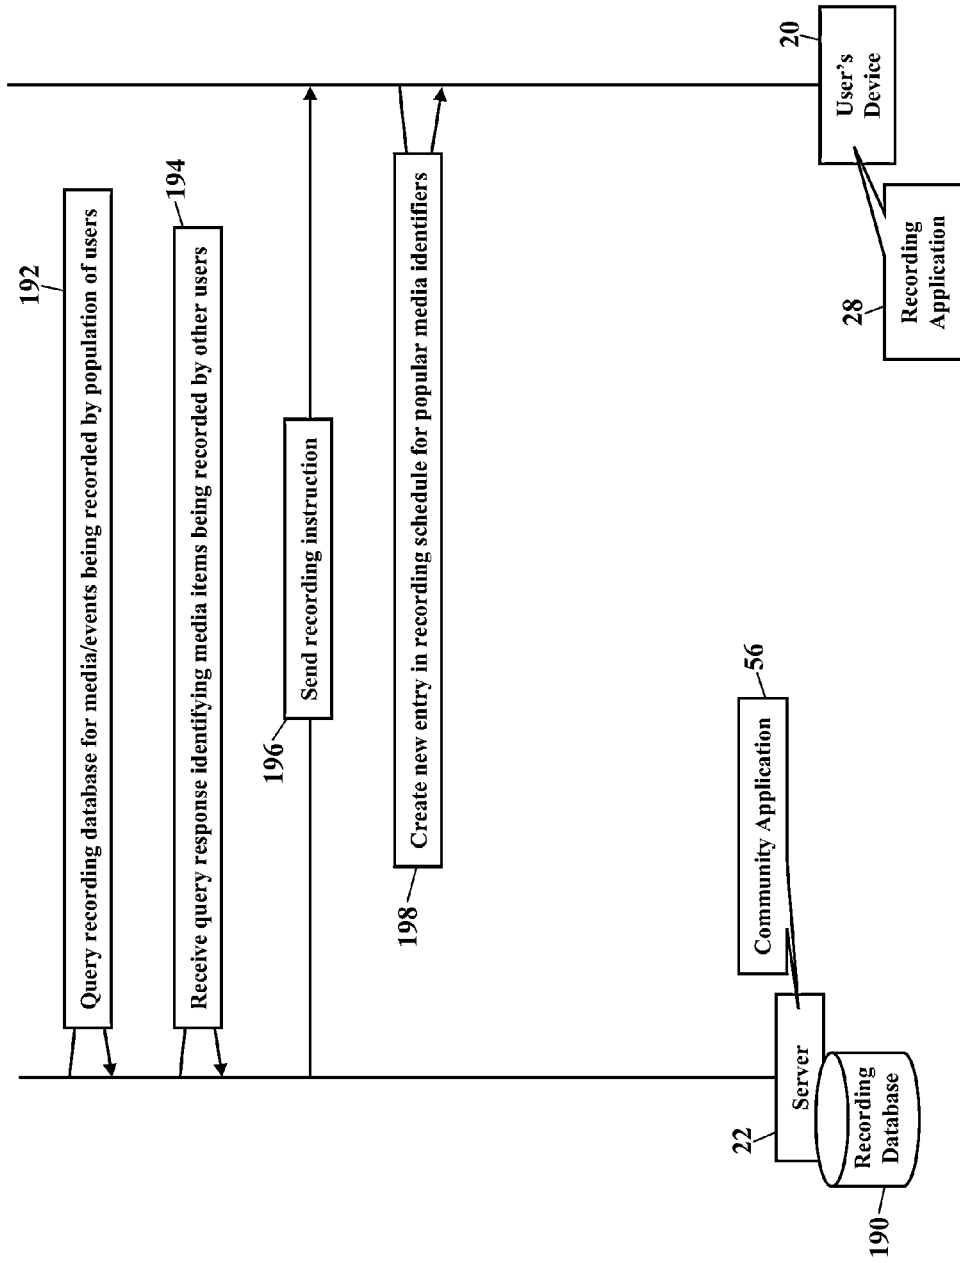 192
Query recording database for media/events being recorded by population of users
194
Receive query response identifying media items being recorded by other users
196
Send recording instruction
198
Create new entry in recording schedule for popular media identifiers
56
Community Application
22
Server
Recording
Database
190
20
User's
Device
28
Recording
Application